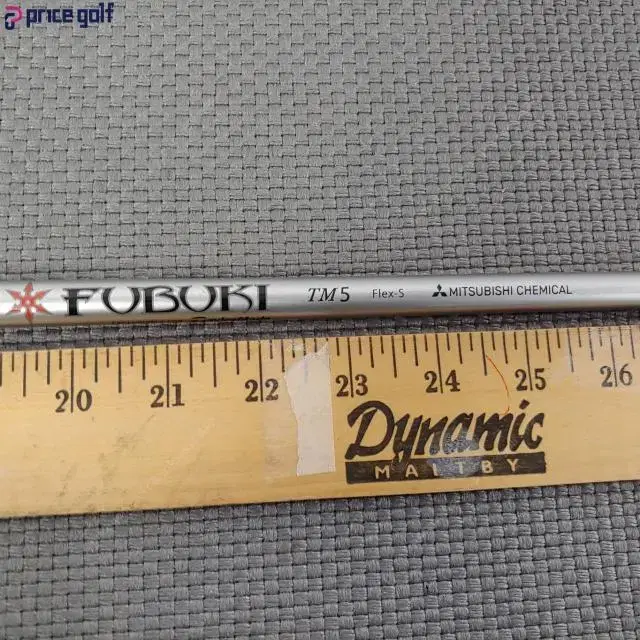 price golf
FUBUKI TM5 Flex-S MITSUBISHI CHEMICAL
20 21 22 23 24 25 26
Dynamic
MALTBY